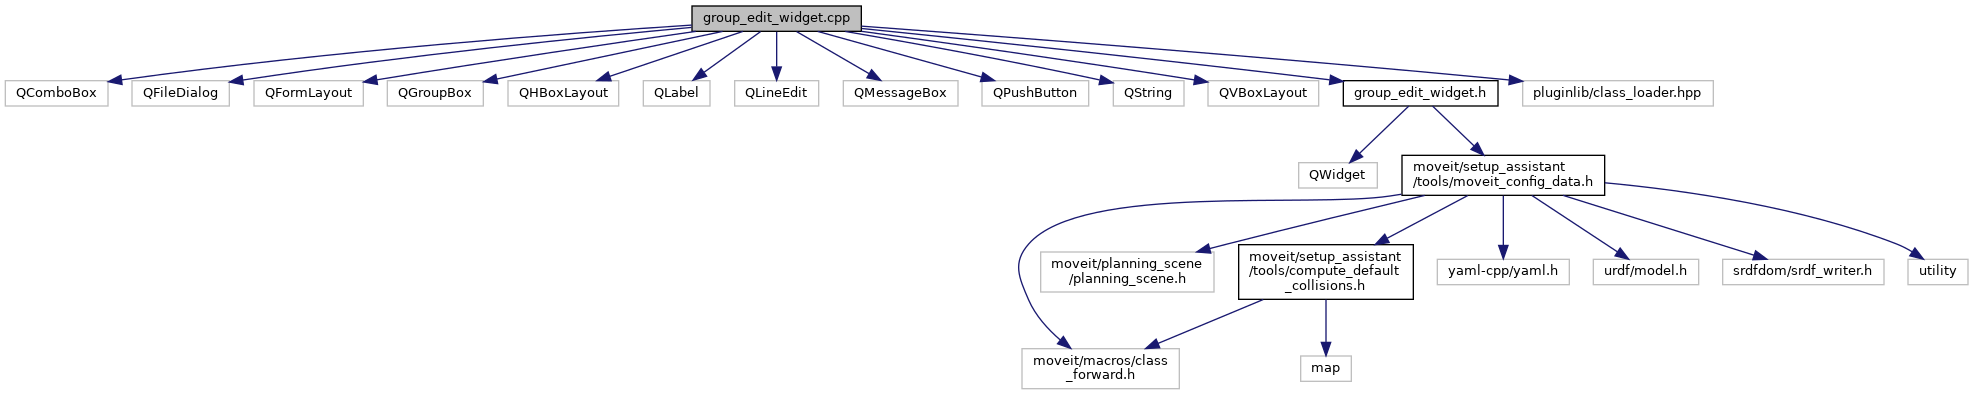 group_edit_widget.cpp
QComboBox
QFileDialog
QFormLayout
QGroupBox
QHBoxLayout
QLabel
QLineEdit
QMessageBox
QPushButton
QString
QVBoxLayout
group_edit_widget.h
pluginlib/class_loader.hpp
QWidget
moveit/setup_assistant
/tools/moveit_config_data.h
moveit/planning_scene
/planning_scene.h
moveit/setup_assistant
/tools/compute_default
_collisions.h
yaml-cpp/yaml.h
urdf/model.h
srdfdom/srdf_writer.h
utility
moveit/macros/class
_forward.h
map